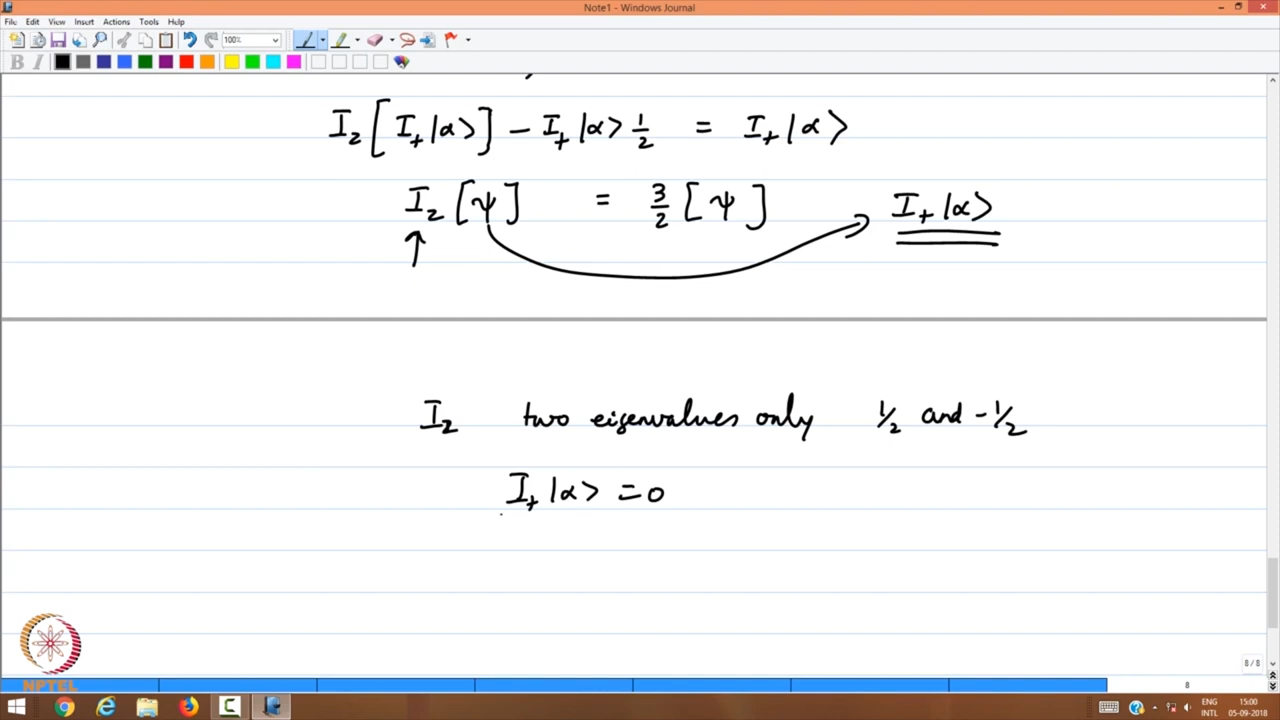 Note1 - Windows Journal
File Edit View Insert Actions Tools Help
100%
B I
I_z [I_+ |α>] − I_+ |α> 1/2 = I_+ |α>
I_z [ψ] = 3/2 [ψ] I_+ |α>
I_z two eigenvalues only 1/2 and -1/2
I_+ |α> = 0
8/8
NPTEL
8
ENG 15:00
INTL 05-09-2018